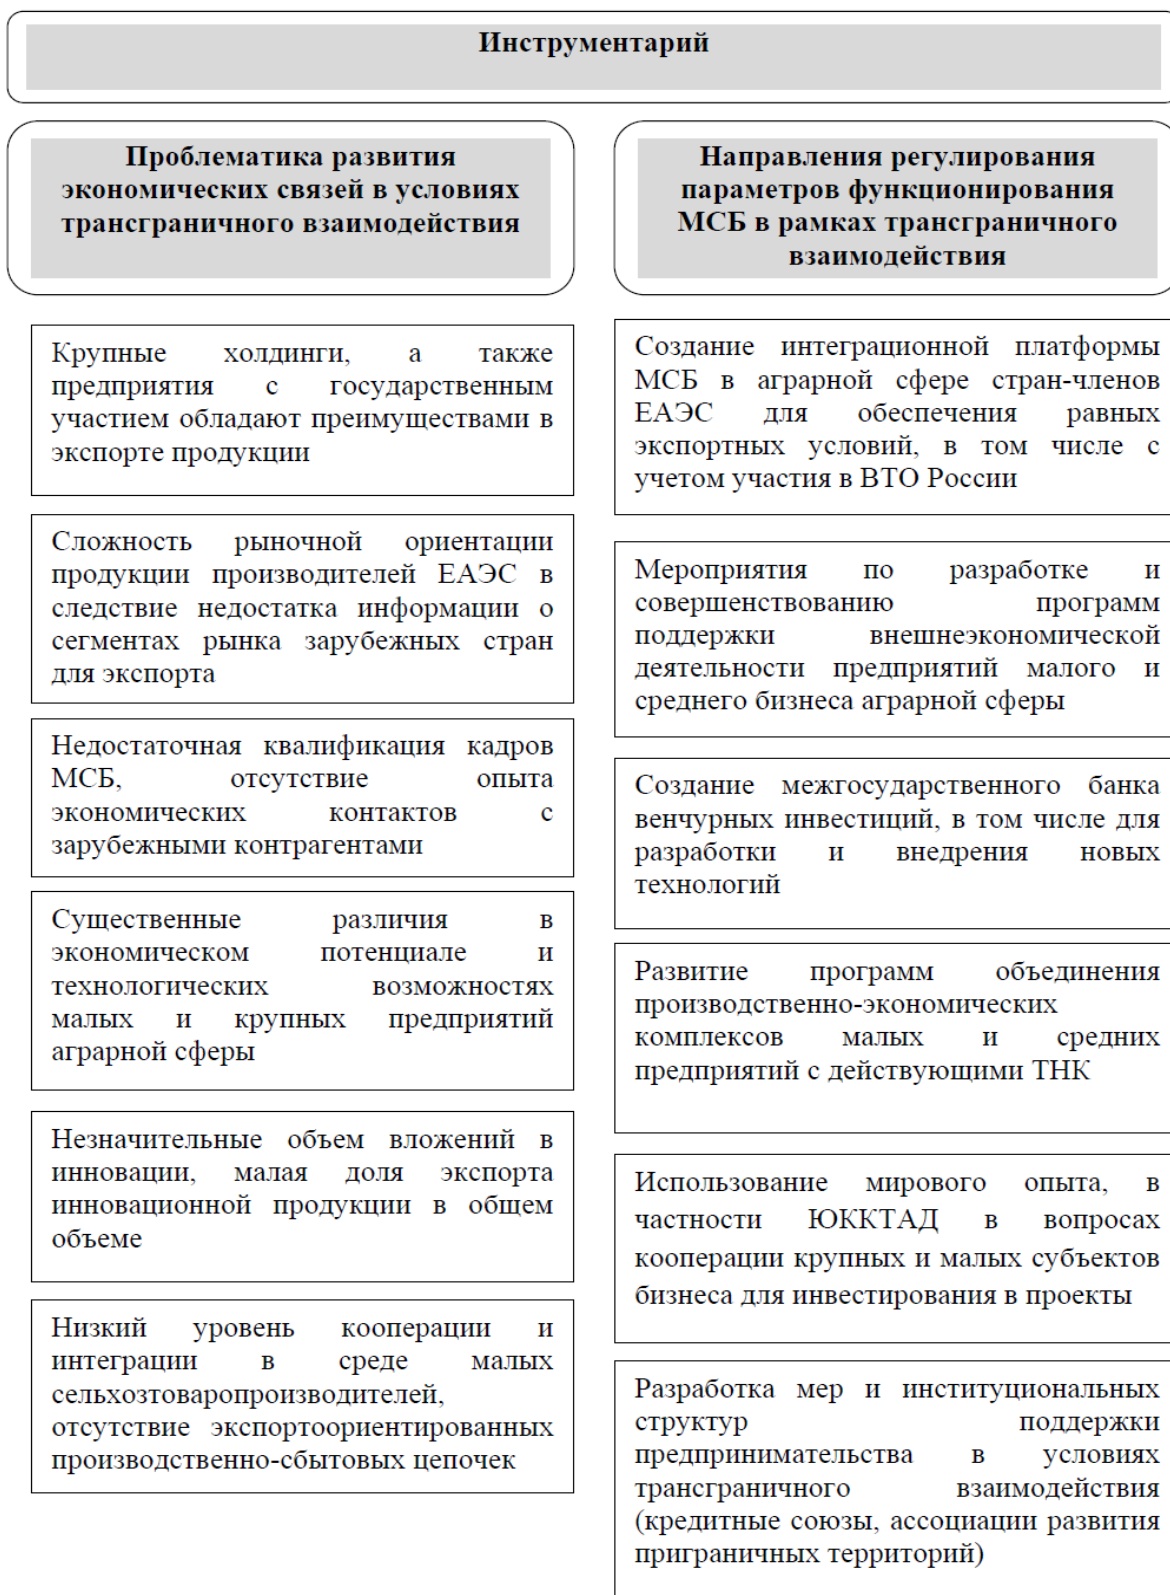 Инструментарий
Проблематика развития
экономических связей в условиях
трансграничного взаимодействия
Крупные холдинги, а также
предприятия с государственным
участием обладают преимуществами в
экспорте продукции
Сложность рыночной ориентации
продукции производителей ЕАЭС в
следствие недостатка информации о
сегментах рынка зарубежных стран
для экспорта
Недостаточная квалификация кадров
МСБ, отсутствие опыта
экономических контактов с
зарубежными контрагентами
Существенные различия в
экономическом потенциале и
технологических возможностях
малых и крупных предприятий
аграрной сферы
Незначительные объем вложений в
инновации, малая доля экспорта
инновационной продукции в общем
объеме
Низкий уровень кооперации и
интеграции в среде малых
сельхозтоваропроизводителей,
отсутствие экспортоориентированных
производственно-сбытовых цепочек
Направления регулирования
параметров функционирования
МСБ в рамках трансграничного
взаимодействия
Создание интеграционной платформы
МСБ в аграрной сфере стран-членов
ЕАЭС для обеспечения равных
экспортных условий, в том числе с
учетом участия в ВТО России
Мероприятия по разработке и
совершенствованию программ
поддержки внешнеэкономической
деятельности предприятий малого и
среднего бизнеса аграрной сферы
Создание межгосударственного банка
венчурных инвестиций, в том числе для
разработки и внедрения новых
технологий
Развитие программ объединения
производственно-экономических
комплексов малых и средних
предприятий с действующими ТНК
Использование мирового опыта, в
частности ЮККТАД в вопросах
кооперации крупных и малых субъектов
бизнеса для инвестирования в проекты
Разработка мер и институциональных
структур поддержки
предпринимательства в условиях
трансграничного взаимодействия
(кредитные союзы, ассоциации развития
приграничных территорий)